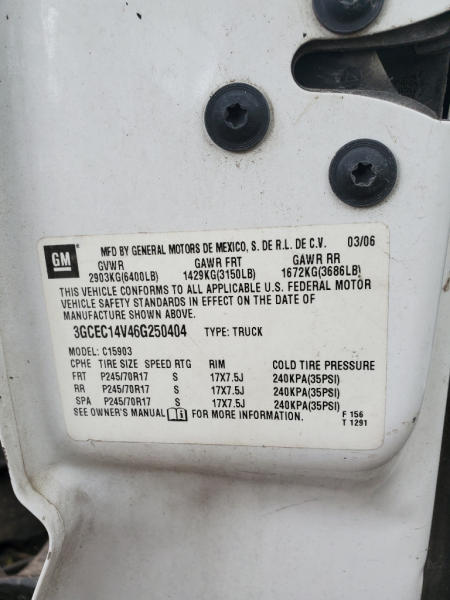 GM
MFD BY GENERAL MOTORS DE MEXICO, S. DE R.L. DE C.V. 03/06
GVWR GAWR FRT GAWR RR
2903KG(6400LB) 1429KG(3150LB) 1672KG(3686LB)
THIS VEHICLE CONFORMS TO ALL APPLICABLE U.S. FEDERAL MOTOR
VEHICLE SAFETY STANDARDS IN EFFECT ON THE DATE OF
MANUFACTURE SHOWN ABOVE.
3GCEC14V46G250404 TYPE: TRUCK
MODEL: C15903
CPHE TIRE SIZE SPEED RTG RIM COLD TIRE PRESSURE
FRT P245/70R17 S 17X7.5J 240KPA(35PSI)
RR P245/70R17 S 17X7.5J 240KPA(35PSI)
SPA P245/70R17 S 17X7.5J 240KPA(35PSI)
SEE OWNER'S MANUAL FOR MORE INFORMATION. F 156
T 1291